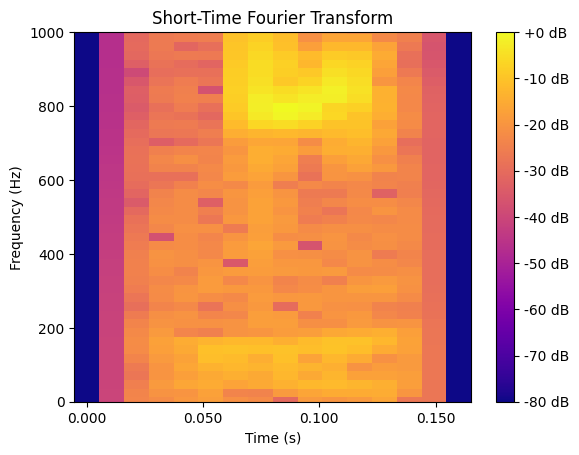 Short-Time Fourier Transform
1000
800
600
400
200
0
Frequency (Hz)
0.000
0.050
0.100
0.150
Time (s)
+0 dB
-10 dB
-20 dB
-30 dB
-40 dB
-50 dB
-60 dB
-70 dB
-80 dB